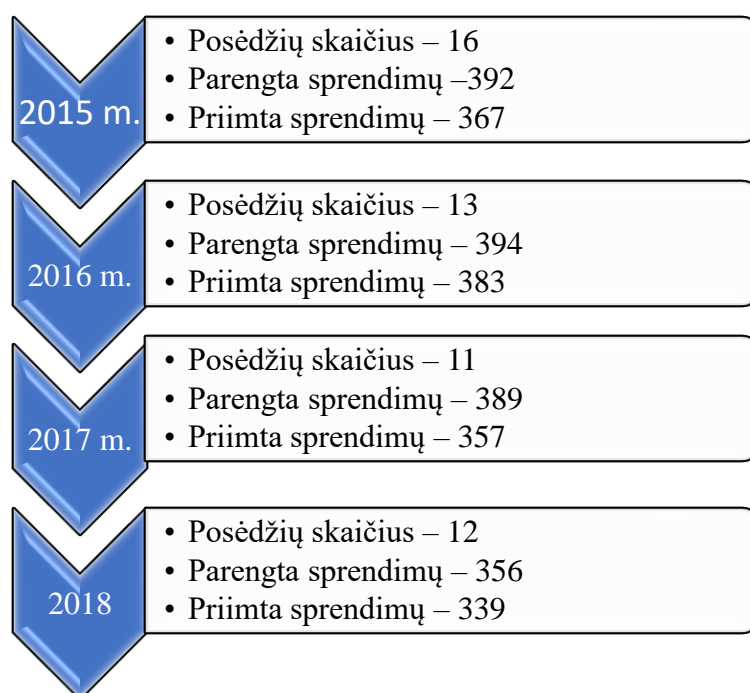 2015 m.
• Posėdžių skaičius – 16
• Parengta sprendimų –392
• Priimta sprendimų – 367
2016 m.
• Posėdžių skaičius – 13
• Parengta sprendimų – 394
• Priimta sprendimų – 383
2017 m.
• Posėdžių skaičius – 11
• Parengta sprendimų – 389
• Priimta sprendimų – 357
2018
• Posėdžių skaičius – 12
• Parengta sprendimų – 356
• Priimta sprendimų – 339